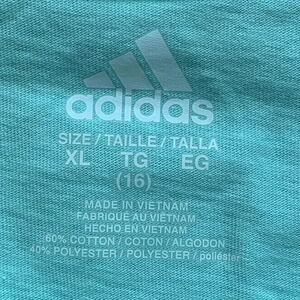 adidas
SIZE / TAILLE / TALLA
XL TG EG
(16)
MADE IN VIETNAM
FABRIQUÉ AU VIÊTNAM
HECHO EN VIETNAM
60% COTTON / COTON / ALGODON
40% POLYESTER / POLYESTER / poliéster